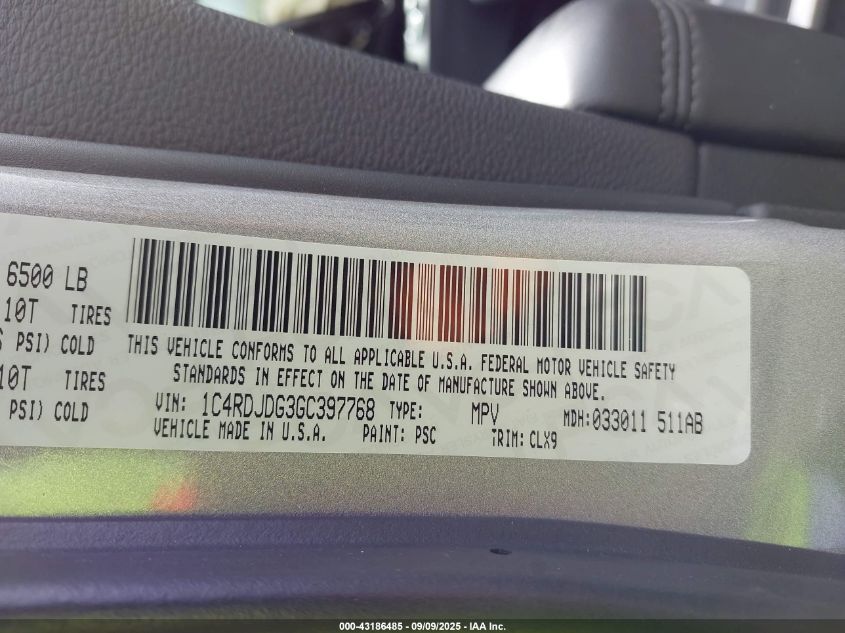 6500 LB
10T TIRES
PSI) COLD
10T TIRES
PSI) COLD
THIS VEHICLE CONFORMS TO ALL APPLICABLE U.S.A. FEDERAL MOTOR VEHICLE SAFETY
STANDARDS IN EFFECT ON THE DATE OF MANUFACTURE SHOWN ABOVE.
VIN: 1C4RDJDG3GC397768 TYPE: MPV MDH:033011 511AB
VEHICLE MADE IN U.S.A. PAINT: PSC TRIM: CLX9
000-43186485 - 09/09/2025 - IAA Inc.